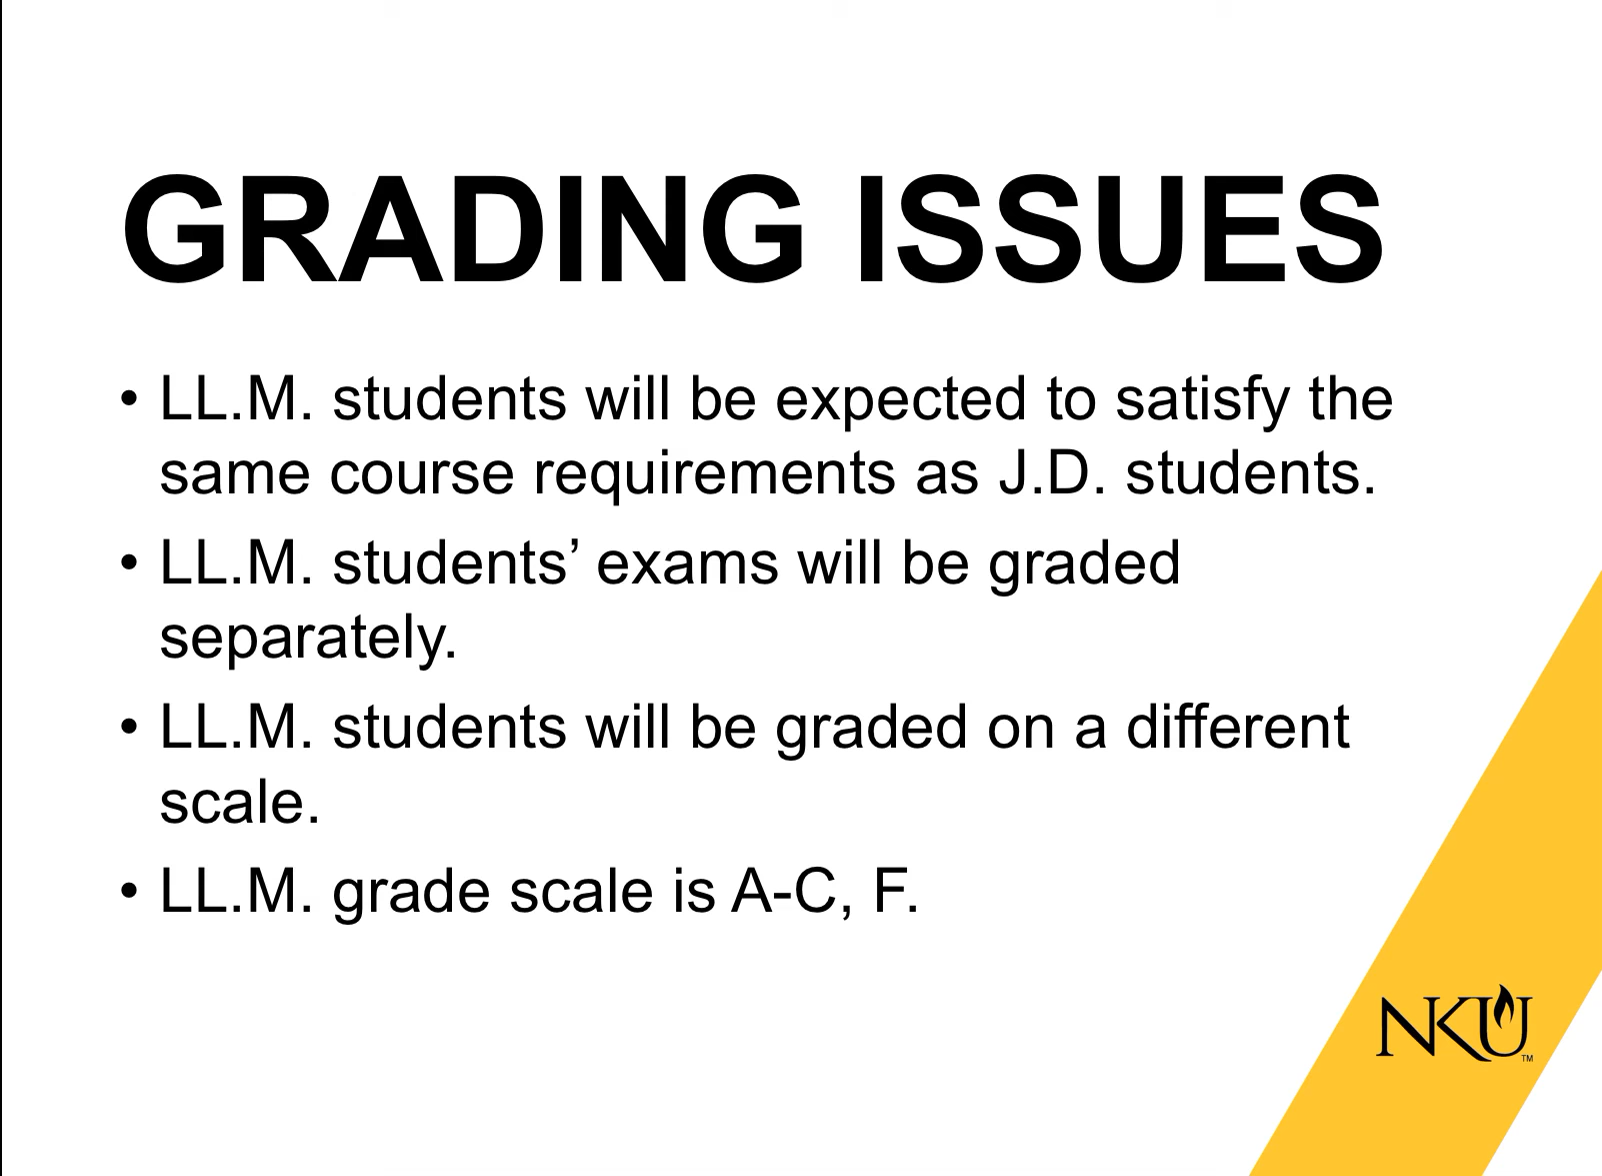 GRADING ISSUES
• LL.M. students will be expected to satisfy the
same course requirements as J.D. students.
• LL.M. students’ exams will be graded
separately.
• LL.M. students will be graded on a different
scale.
• LL.M. grade scale is A-C, F.
NKU
TM